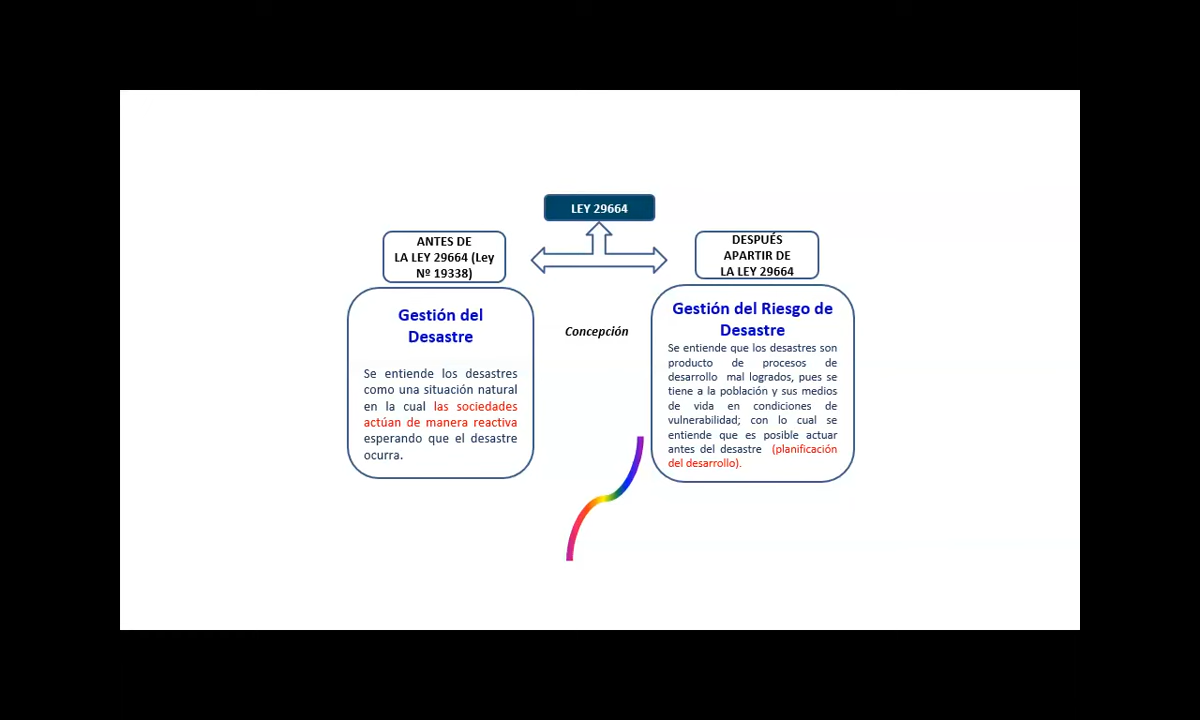 LEY 29664
ANTES DE
LA LEY 29664 (Ley
Nº 19338)
DESPUÉS
APARTIR DE
LA LEY 29664
Gestión del
Desastre
Se entiende los desastres
como una situación natural
en la cual las sociedades
actúan de manera reactiva
esperando que el desastre
ocurra.
Concepción
Gestión del Riesgo de
Desastre
Se entiende que los desastres son
producto de procesos de
desarrollo mal logrados, pues se
tiene a la población y sus medios
de vida en condiciones de
vulnerabilidad; con lo cual se
entiende que es posible actuar
antes del desastre (planificación
del desarrollo).